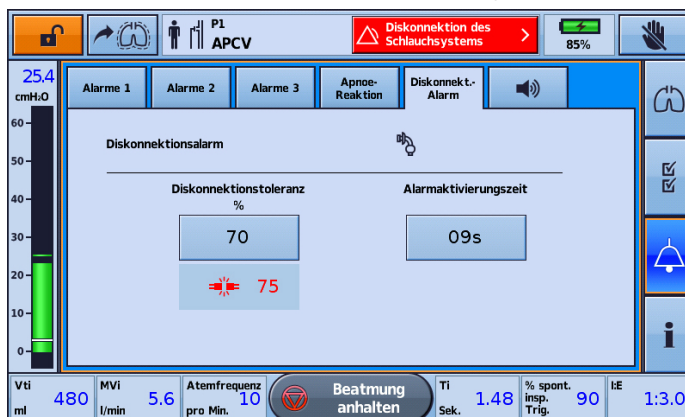 P1
APCV
Diskonnektion des
Schlauchsystems
85%
25.4
cmH₂O
60
50
40
30
20
10
0
Alarme 1
Alarme 2
Alarme 3
Apnoe-
Reaktion
Diskonnekt.-
Alarm
Diskonnektionsalarm
Diskonnektionstoleranz
%
Alarmaktivierungszeit
70
09s
75
Vti
480
ml
MVi
5.6
l/min
Atemfrequenz
10
pro Min.
Beatmung
anhalten
Ti
1.48
Sek.
% spont.
insp.
Trig.
90
I:E
1:3.0